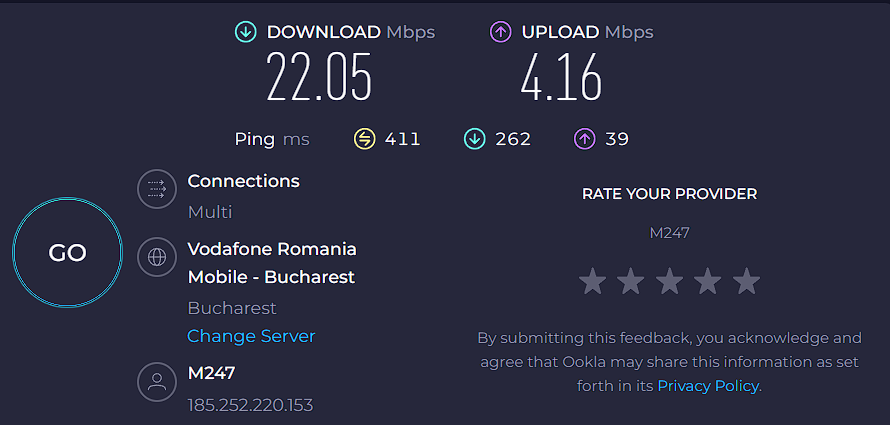 DOWNLOAD Mbps
UPLOAD Mbps
22.05
4.16
Ping ms 411 262 39
Connections
Multi
Vodafone Romania
Mobile - Bucharest
Bucharest
Change Server
M247
185.252.220.153
GO
RATE YOUR PROVIDER
M247
By submitting this feedback, you acknowledge and
agree that Ookla may share this information as set
forth in its Privacy Policy.